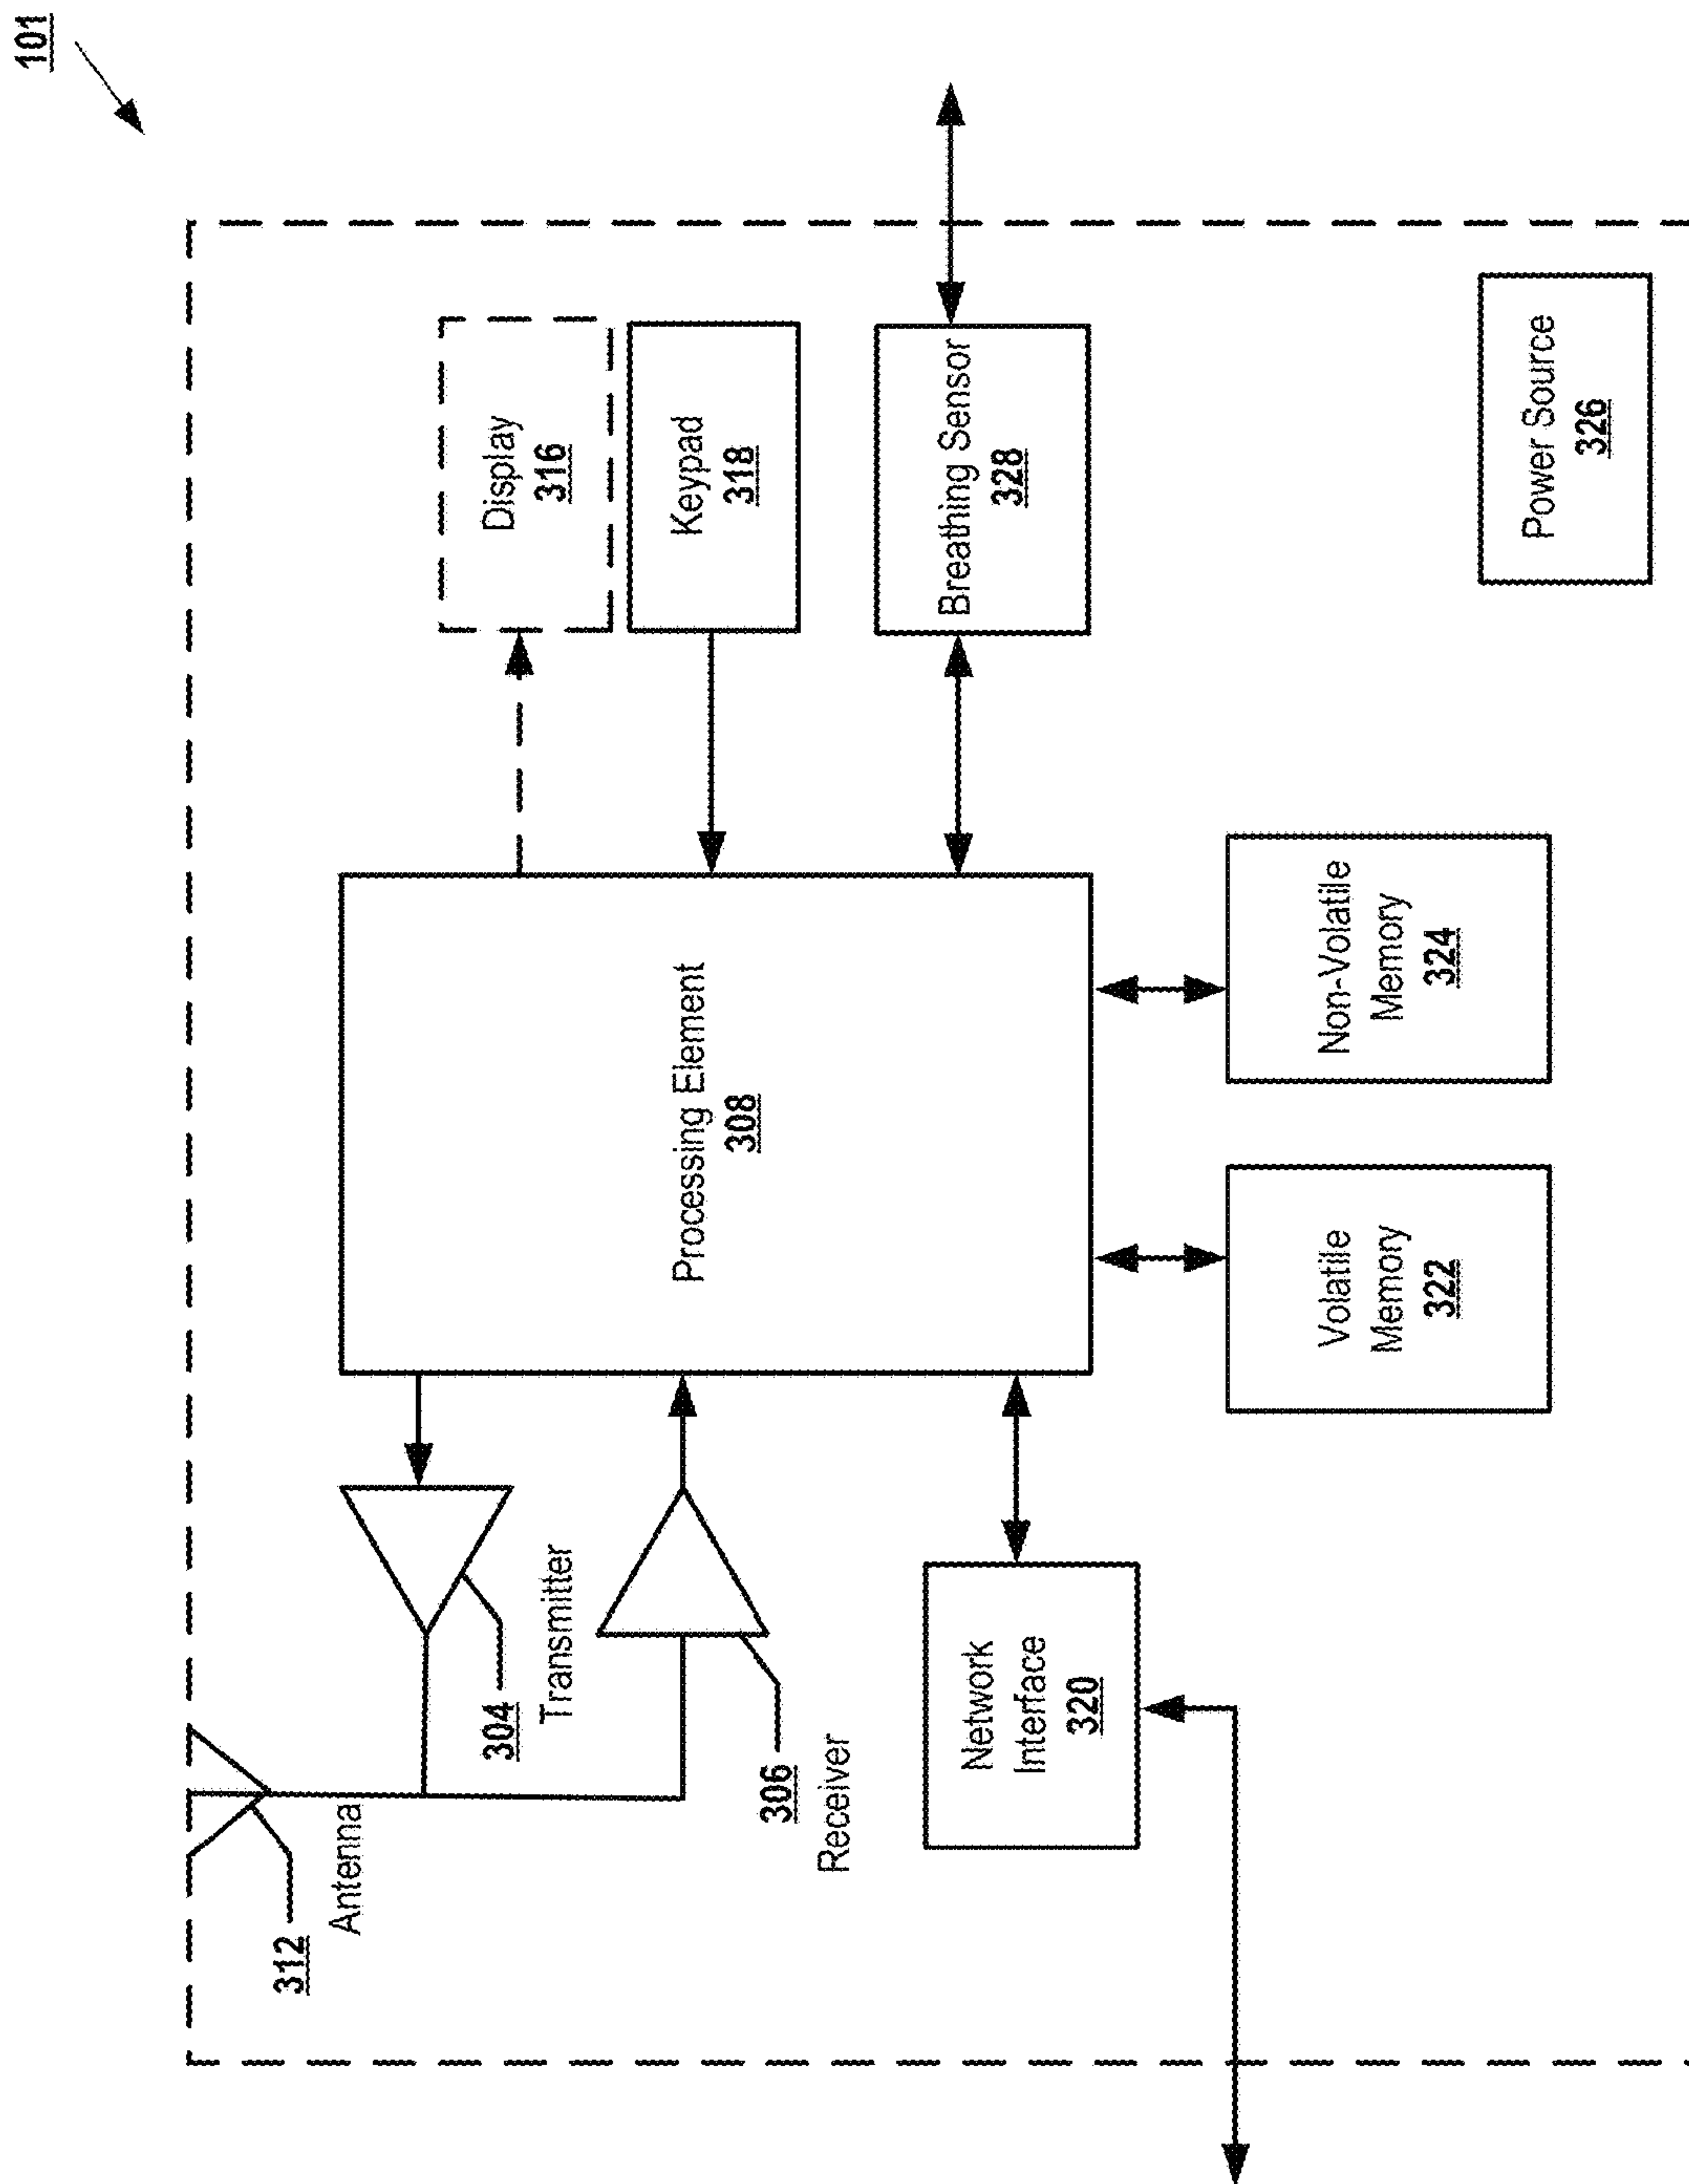 101
312
Antenna
304
Transmitter
306
Receiver
Processing Element
308
Display
316
Keypad
318
Breathing Sensor
328
Network
Interface
320
Volatile
Memory
322
Non-Volatile
Memory
324
Power Source
326